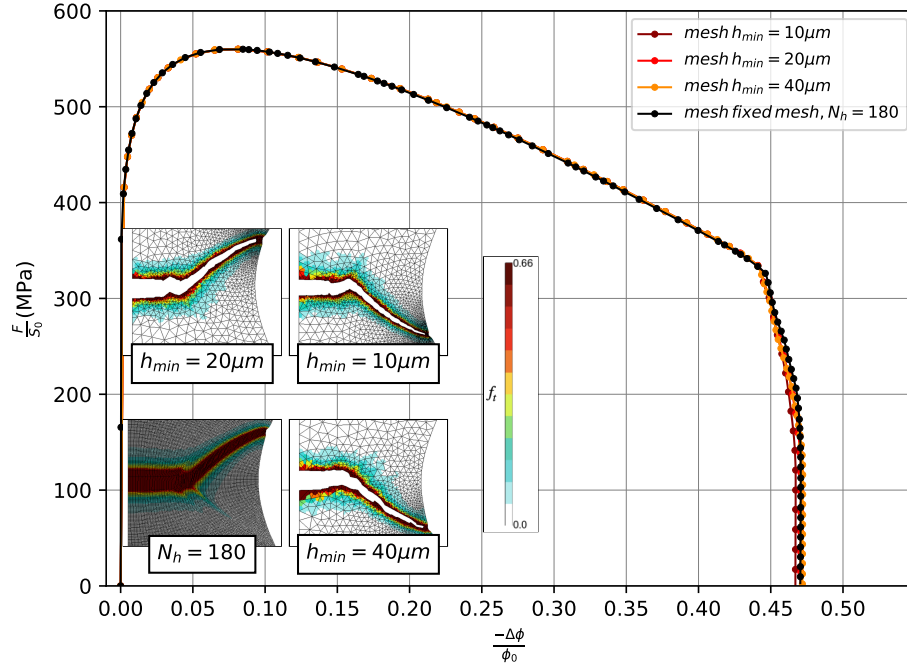 600
500
400
300
200
100
0
F/S₀ (MPa)
mesh h_min = 10μm
mesh h_min = 20μm
mesh h_min = 40μm
mesh fixed mesh, N_h = 180
h_min = 20μm
h_min = 10μm
N_h = 180
h_min = 40μm
0.66
f_t
0.0
0.00 0.05 0.10 0.15 0.20 0.25 0.30 0.35 0.40 0.45 0.50
−Δϕ/ϕ₀